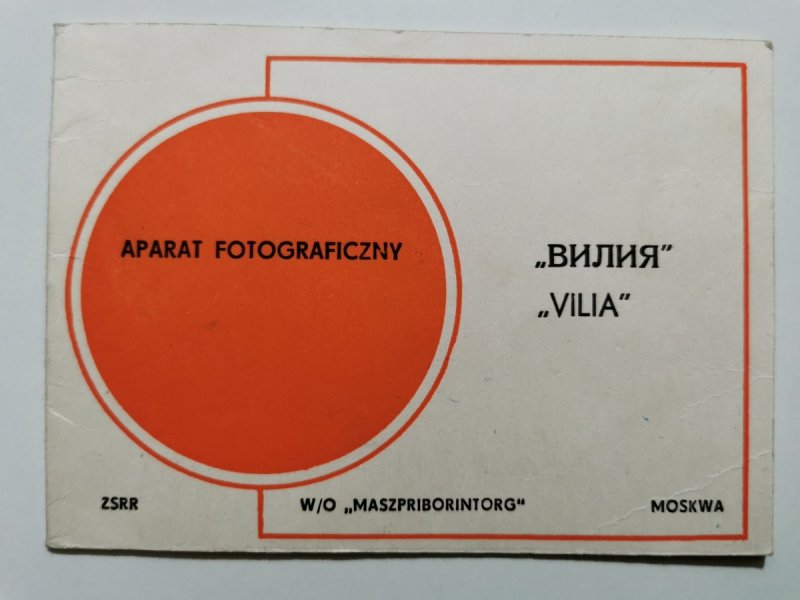 APARAT FOTOGRAFICZNY
„ВИЛИЯ”
„VILIA”
ZSRR
W/O „MASZPRIBORINTORG“
MOSKWA